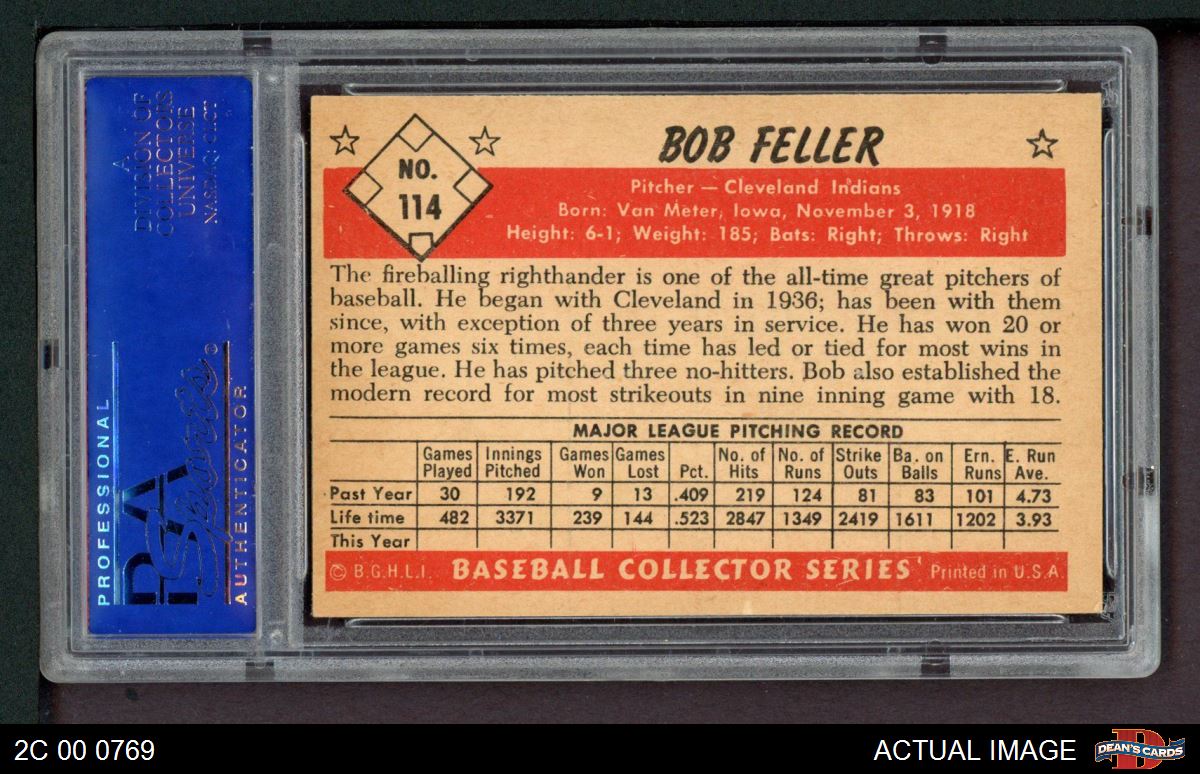 A
DIVISION OF
COLLECTORS
UNIVERSE
NASDAQ: CLCT
PROFESSIONAL
PSA
Sports
®
AUTHENTICATOR
NO.
114
BOB FELLER
Pitcher — Cleveland Indians
Born: Van Meter, Iowa, November 3, 1918
Height: 6-1; Weight: 185; Bats: Right; Throws: Right
The fireballing righthander is one of the all-time great pitchers of
baseball. He began with Cleveland in 1936; has been with them
since, with exception of three years in service. He has won 20 or
more games six times, each time has led or tied for most wins in
the league. He has pitched three no-hitters. Bob also established the
modern record for most strikeouts in nine inning game with 18.
MAJOR LEAGUE PITCHING RECORD
Games Played Innings Pitched Games Won Games Lost Pct. No. of Hits No. of Runs Strike Outs Ba. on Balls Ern. Runs E. Run Ave.
Past Year 30 192 9 13 .409 219 124 81 83 101 4.73
Life time 482 3371 239 144 .523 2847 1349 2419 1611 1202 3.93
This Year
© B.G.H.L.I. BASEBALL COLLECTOR SERIES Printed in U.S.A.
2C 00 0769
ACTUAL IMAGE
D
DEAN'S CARDS